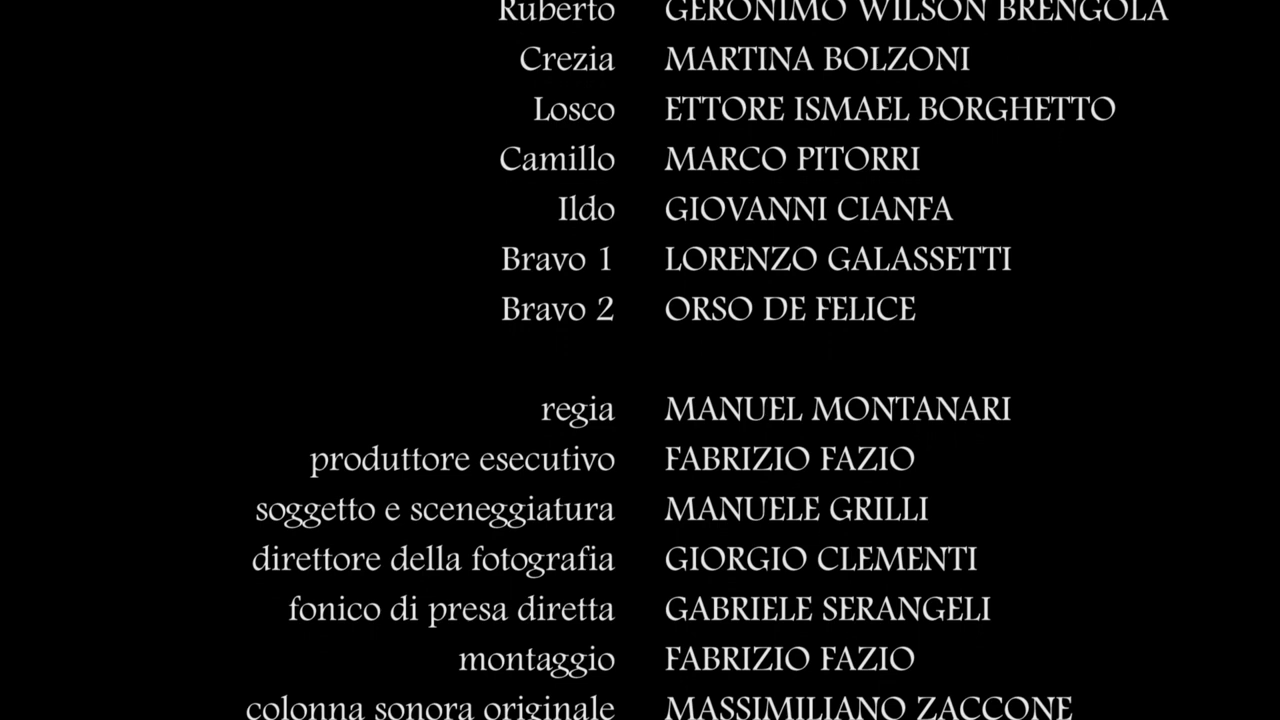 Ruberto GERONIMO WILSON BRENGOLA
Crezia MARTINA BOLZONI
Losco ETTORE ISMAEL BORGHETTO
Camillo MARCO PITORRI
Ildo GIOVANNI CIANFA
Bravo 1 LORENZO GALASSETTI
Bravo 2 ORSO DE FELICE
regia MANUEL MONTANARI
produttore esecutivo FABRIZIO FAZIO
soggetto e sceneggiatura MANUELE GRILLI
direttore della fotografia GIORGIO CLEMENTI
fonico di presa diretta GABRIELE SERANGELI
montaggio FABRIZIO FAZIO
colonna sonora originale MASSIMILIANO ZACCONE